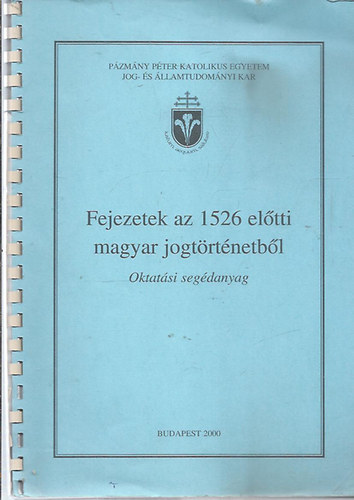 PÁZMÁNY PÉTER KATOLIKUS EGYETEM
JOG- ÉS ÁLLAMTUDOMÁNYI KAR
Fejezetek az 1526 előtti
magyar jogtörténetből
Oktatási segédanyag
BUDAPEST 2000